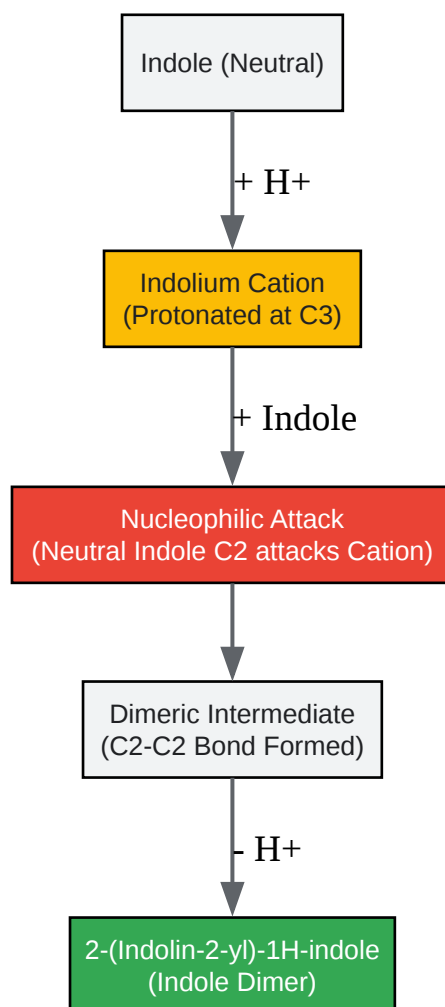 Indole (Neutral)
+ H+
Indolium Cation
(Protonated at C3)
+ Indole
Nucleophilic Attack
(Neutral Indole C2 attacks Cation)
Dimeric Intermediate
(C2-C2 Bond Formed)
- H+
2-(Indolin-2-yl)-1H-indole
(Indole Dimer)